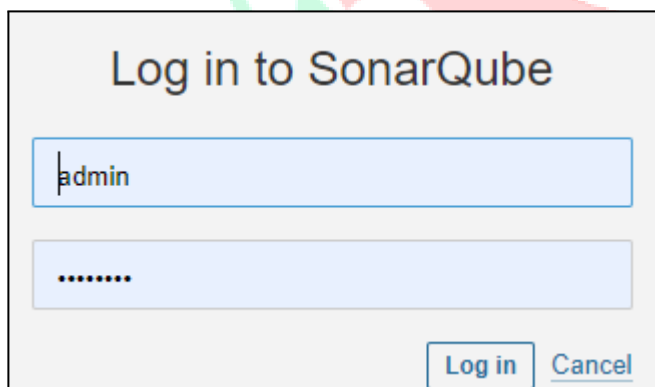 Log in to SonarQube
admin
••••••••
Log in Cancel